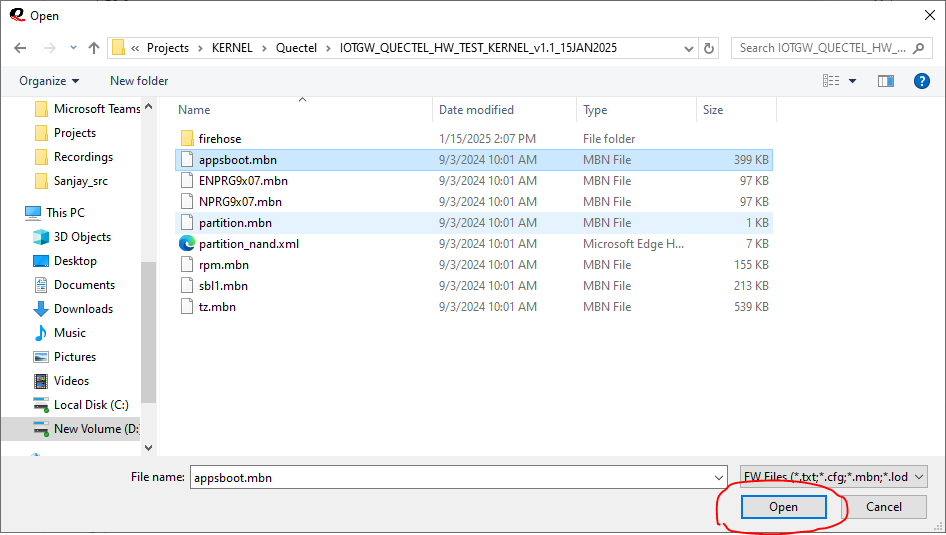 Open
« Projects > KERNEL > Quectel > IOTGW_QUECTEL_HW_TEST_KERNEL_v1.1_15JAN2025
Search IOTGW_QUECTEL_HW_...
Organize
New folder
?
Microsoft Teams
Projects
Recordings
Sanjay_src
This PC
3D Objects
Desktop
Documents
Downloads
Music
Pictures
Videos
Local Disk (C:)
New Volume (D:
Name Date modified Type Size
firehose 1/15/2025 2:07 PM File folder
appsboot.mbn 9/3/2024 10:01 AM MBN File 399 KB
ENPRG9x07.mbn 9/3/2024 10:01 AM MBN File 97 KB
NPRG9x07.mbn 9/3/2024 10:01 AM MBN File 97 KB
partition.mbn 9/3/2024 10:01 AM MBN File 1 KB
partition_nand.xml 9/3/2024 10:01 AM Microsoft Edge H... 7 KB
rpm.mbn 9/3/2024 10:01 AM MBN File 155 KB
sbl1.mbn 9/3/2024 10:01 AM MBN File 213 KB
tz.mbn 9/3/2024 10:01 AM MBN File 539 KB
File name: appsboot.mbn
FW Files (*.txt;*.cfg;*.mbn;*.lod
Open
Cancel